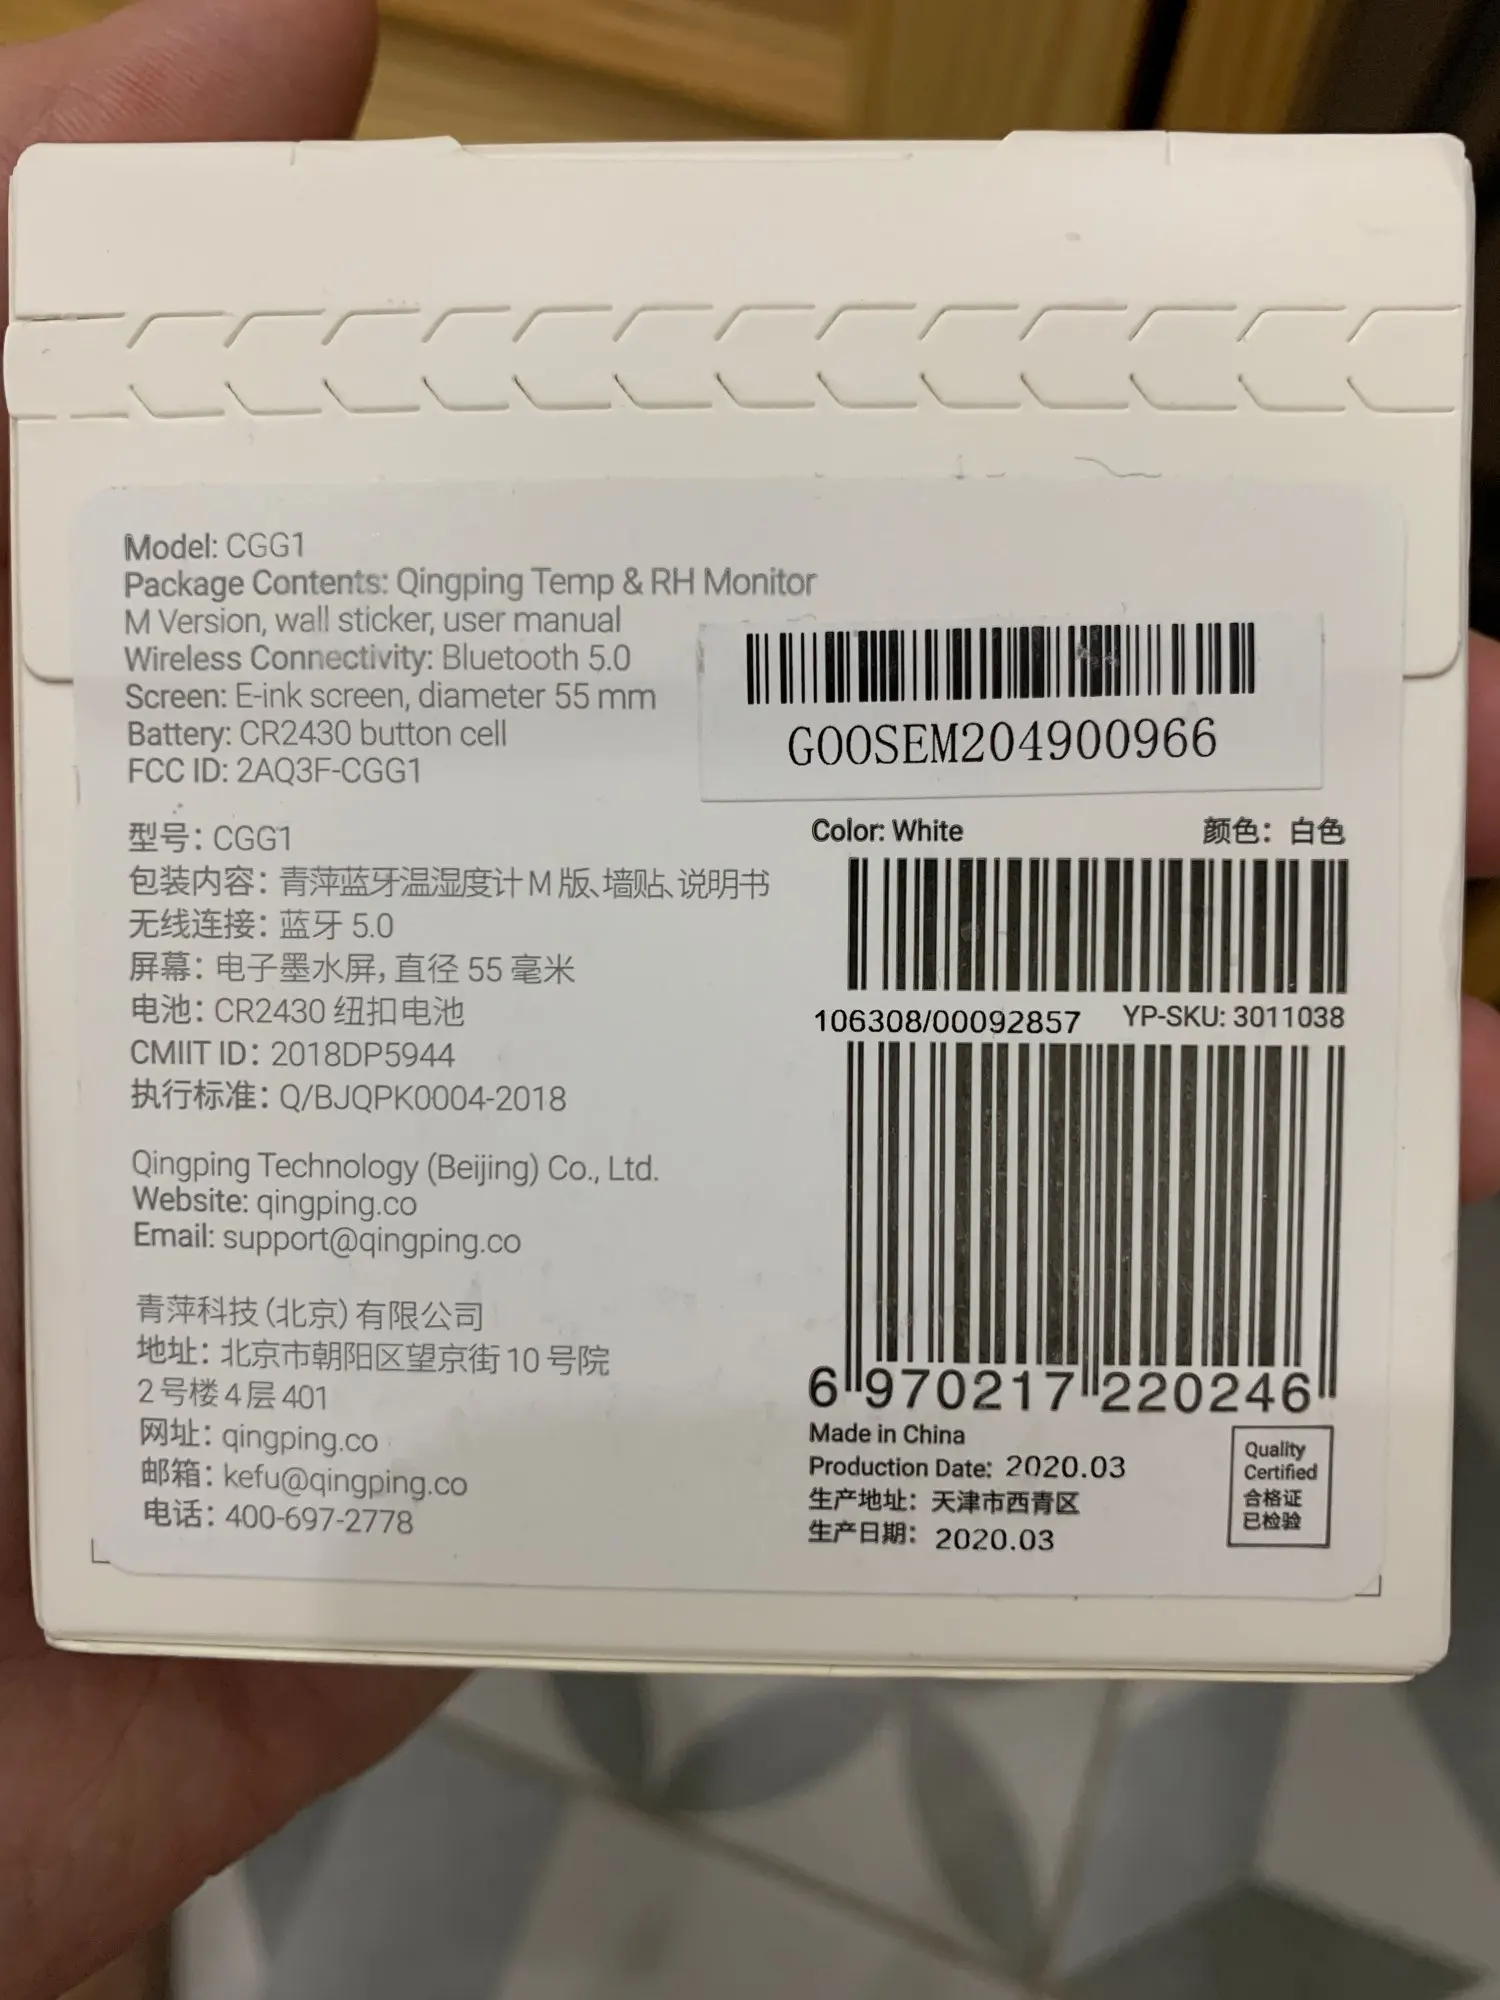 Model: CGG1
Package Contents: Qingping Temp & RH Monitor
M Version, wall sticker, user manual
Wireless Connectivity: Bluetooth 5.0
Screen: E-ink screen, diameter 55 mm
Battery: CR2430 button cell
FCC ID: 2AQ3F-CGG1
GOOSEM204900966
型号：CGG1
包装内容：青萍蓝牙温湿度计 M 版、墙贴、说明书
无线连接：蓝牙 5.0
屏幕：电子墨水屏，直径 55 毫米
电池：CR2430 纽扣电池
CMIIT ID：2018DP5944
执行标准：Q/BJQPK0004-2018
Qingping Technology (Beijing) Co., Ltd.
Website: qingping.co
Email: support@qingping.co
青萍科技（北京）有限公司
地址：北京市朝阳区望京街 10 号院
2 号楼 4 层 401
网址：qingping.co
邮箱：kefu@qingping.co
电话：400-697-2778
Color: White 颜色：白色
106308/00092857 YP-SKU: 3011038
6 970217 220246
Made in China
Production Date: 2020.03
生产地址：天津市西青区
生产日期：2020.03
Quality
Certified
合格证
已检验